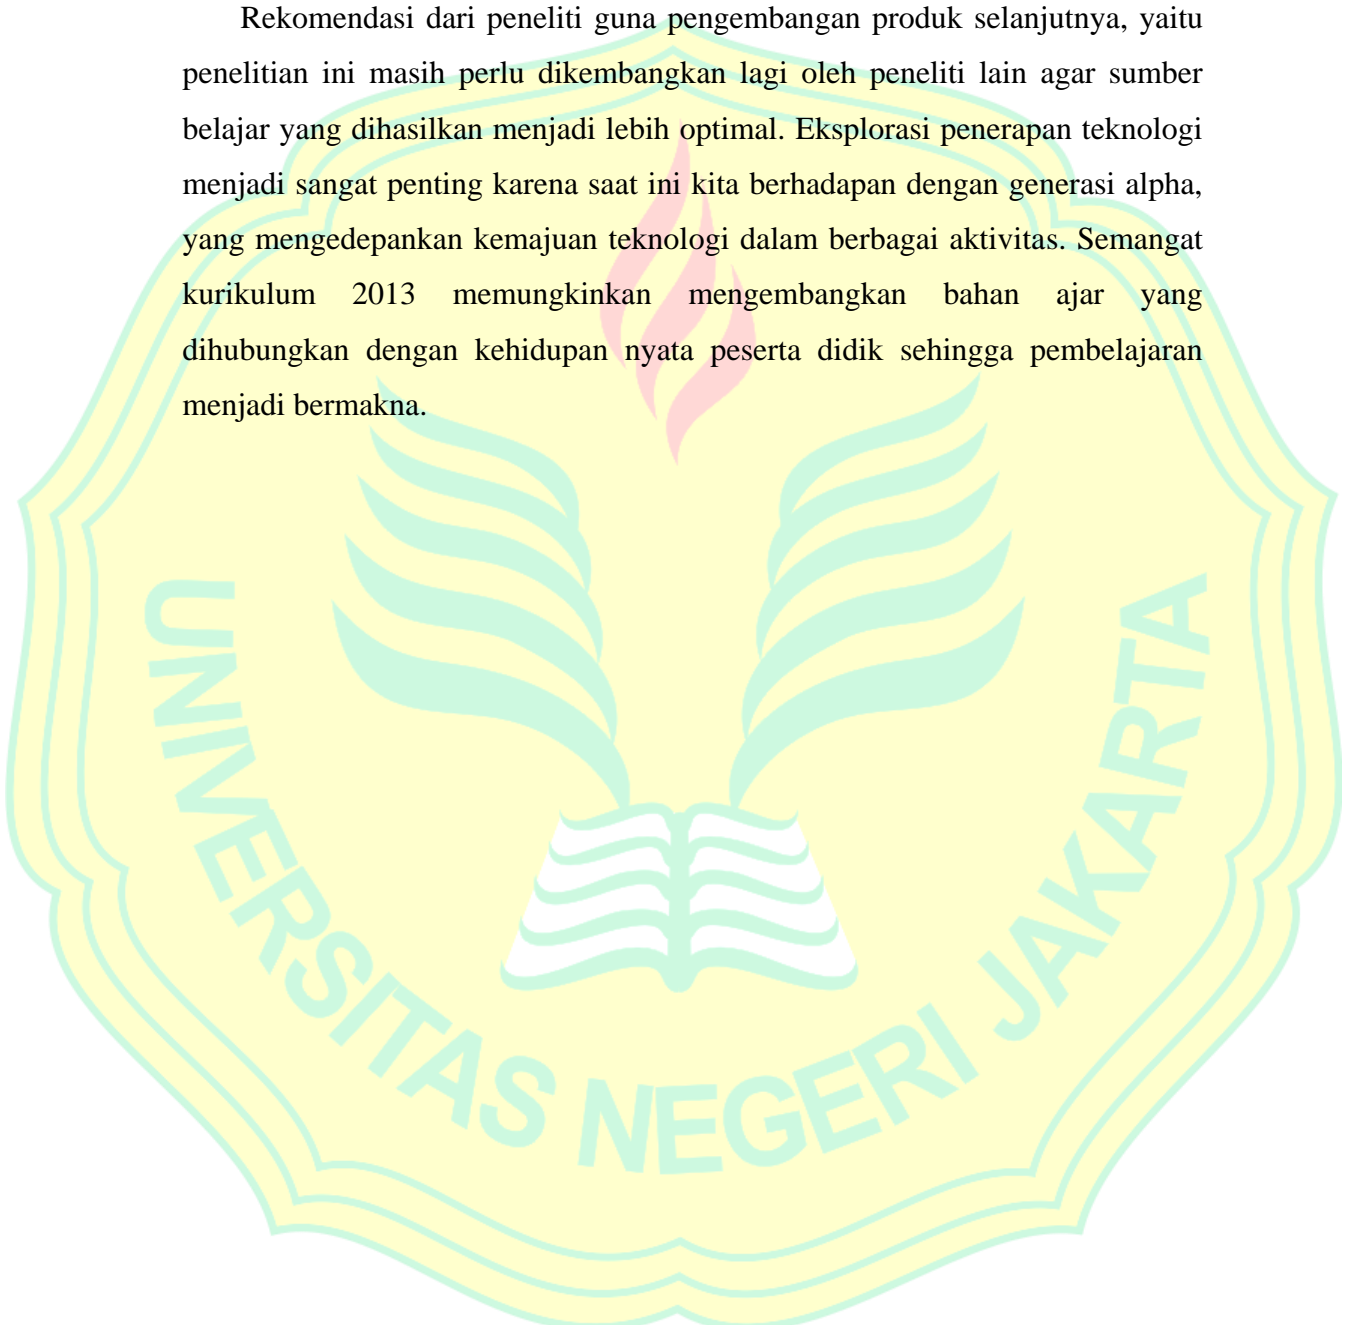 Rekomendasi dari peneliti guna pengembangan produk selanjutnya, yaitu
penelitian ini masih perlu dikembangkan lagi oleh peneliti lain agar sumber
belajar yang dihasilkan menjadi lebih optimal. Eksplorasi penerapan teknologi
menjadi sangat penting karena saat ini kita berhadapan dengan generasi alpha,
yang mengedepankan kemajuan teknologi dalam berbagai aktivitas. Semangat
kurikulum 2013 memungkinkan mengembangkan bahan ajar yang
dihubungkan dengan kehidupan nyata peserta didik sehingga pembelajaran
menjadi bermakna.
UNIVERSITAS NEGERI JAKARTA